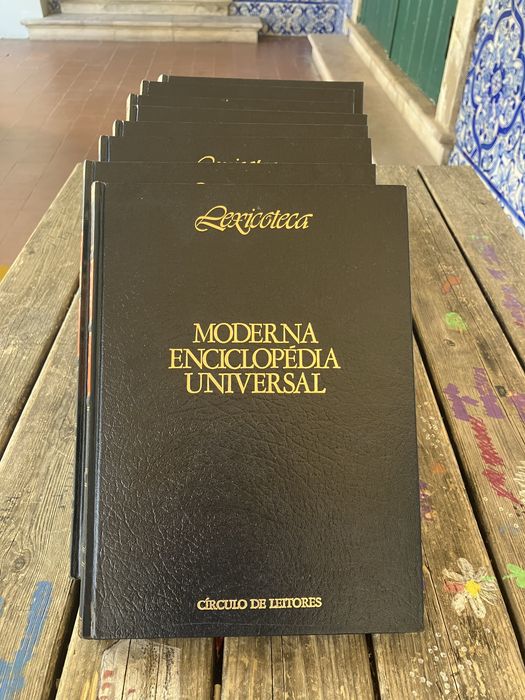 Lexicoteca
MODERNA
ENCICLOPÉDIA
UNIVERSAL
CÍRCULO DE LEITORES